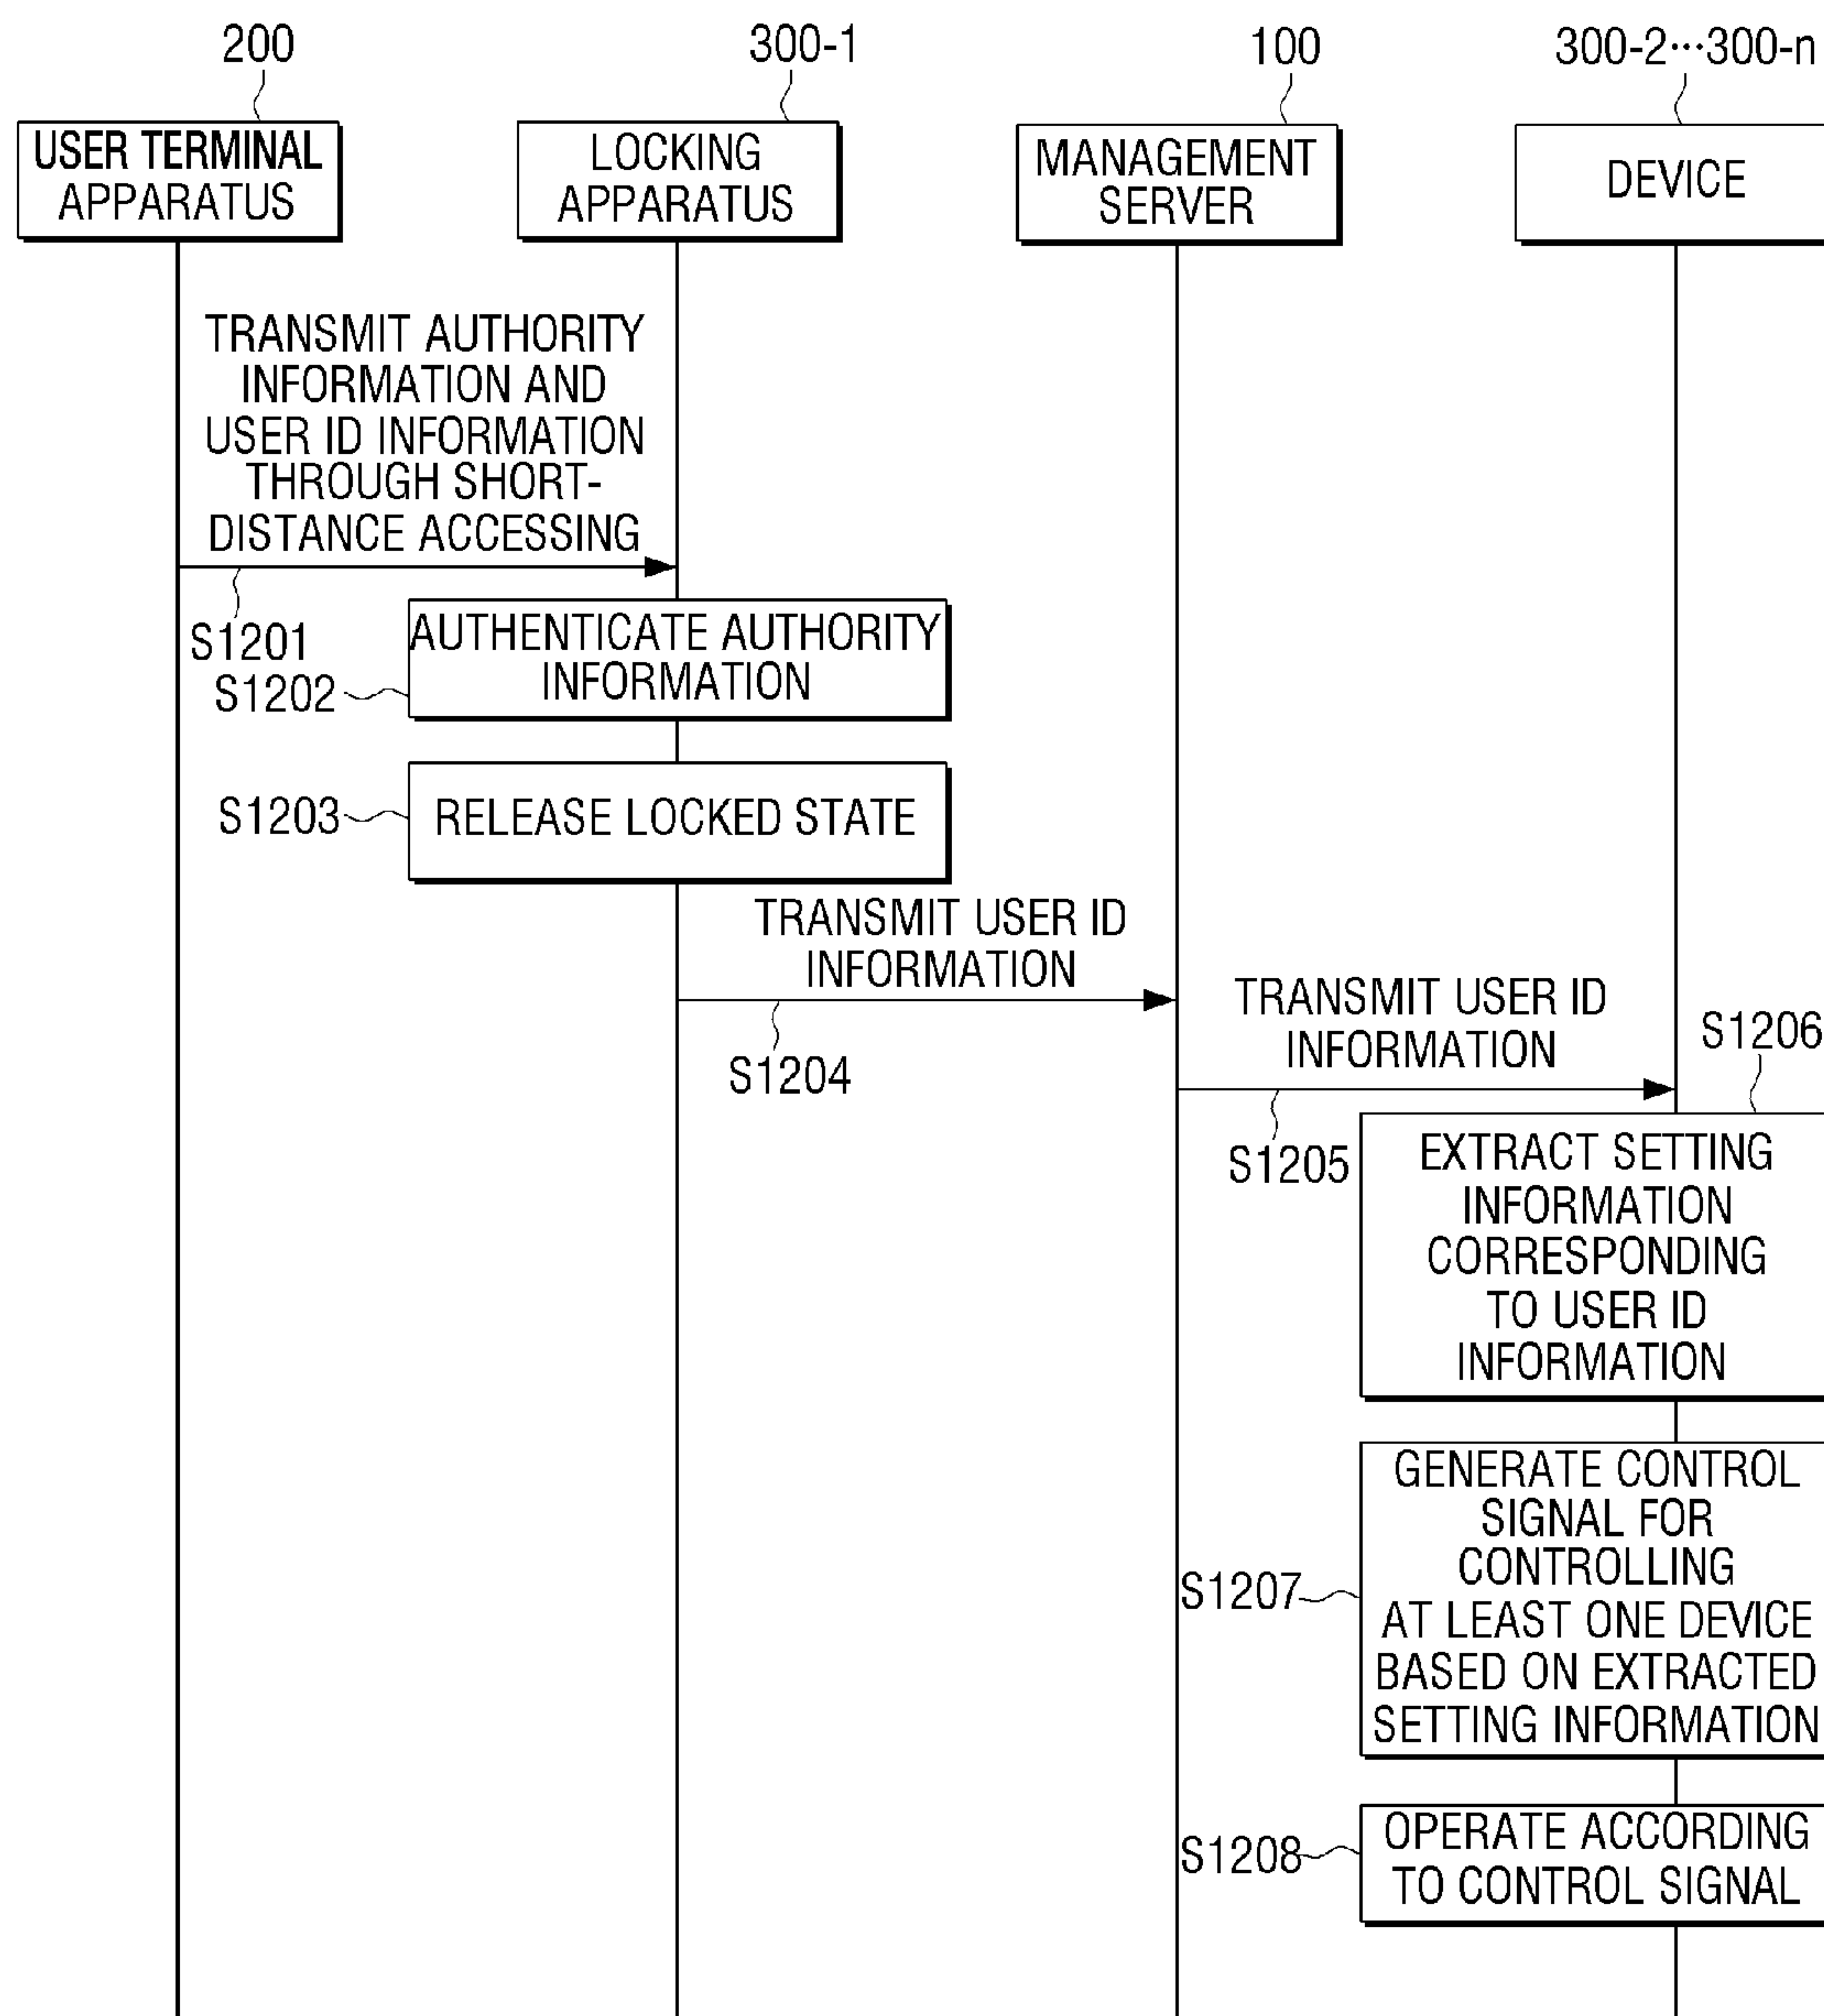 200
300-1
100
300-2···300-n
USER TERMINAL
APPARATUS
LOCKING
APPARATUS
MANAGEMENT
SERVER
DEVICE
TRANSMIT AUTHORITY
INFORMATION AND
USER ID INFORMATION
THROUGH SHORT-
DISTANCE ACCESSING
S1201
AUTHENTICATE AUTHORITY
INFORMATION
S1202
RELEASE LOCKED STATE
S1203
TRANSMIT USER ID
INFORMATION
S1204
TRANSMIT USER ID
INFORMATION
S1205
S1206
EXTRACT SETTING
INFORMATION
CORRESPONDING
TO USER ID
INFORMATION
GENERATE CONTROL
SIGNAL FOR
CONTROLLING
AT LEAST ONE DEVICE
BASED ON EXTRACTED
SETTING INFORMATION
S1207
OPERATE ACCORDING
TO CONTROL SIGNAL
S1208